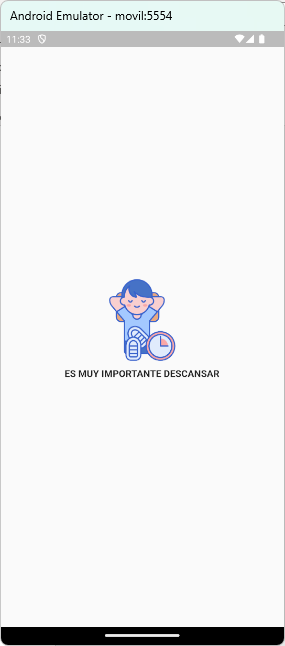 Android Emulator - movil:5554
11:33
ES MUY IMPORTANTE DESCANSAR